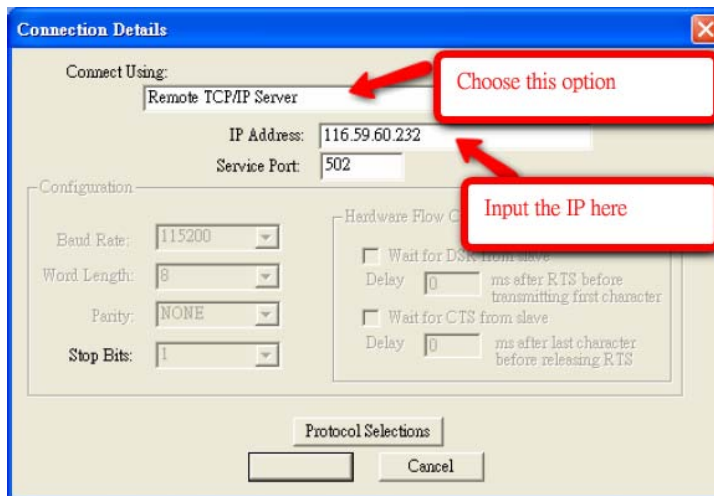 Connection Details
Connect Using:
Remote TCP/IP Server
Choose this option
IP Address:
116.59.60.232
Service Port:
502
Input the IP here
Configuration
Hardware Flow C
Baud Rate:
115200
Word Length:
8
Parity:
NONE
Stop Bits:
1
Wait for DSR from slave
Delay
0
ms after RTS before
transmitting first character
Wait for CTS from slave
Delay
0
ms after last character
before releasing RTS
Protocol Selections
Cancel